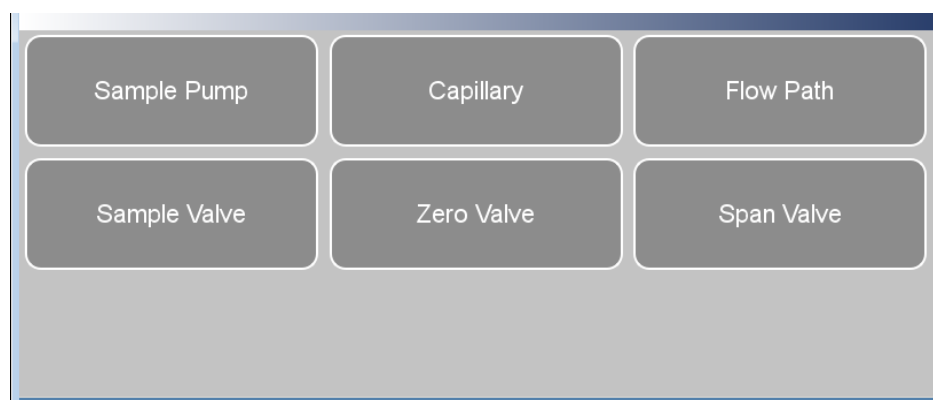 Sample Pump
Capillary
Flow Path
Sample Valve
Zero Valve
Span Valve